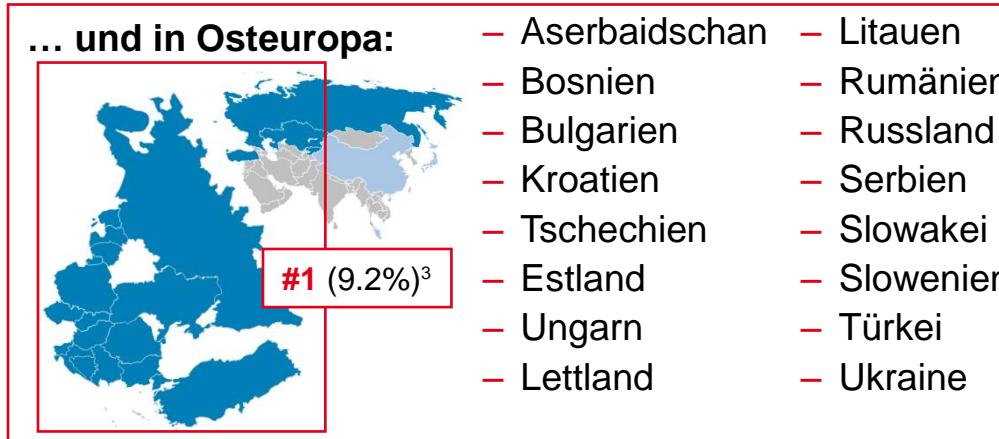 … und in Osteuropa:
#1 (9.2%)³
– Aserbaidschan
– Bosnien
– Bulgarien
– Kroatien
– Tschechien
– Estland
– Ungarn
– Lettland
– Litauen
– Rumänien
– Russland
– Serbien
– Slowakei
– Slowenien
– Türkei
– Ukraine